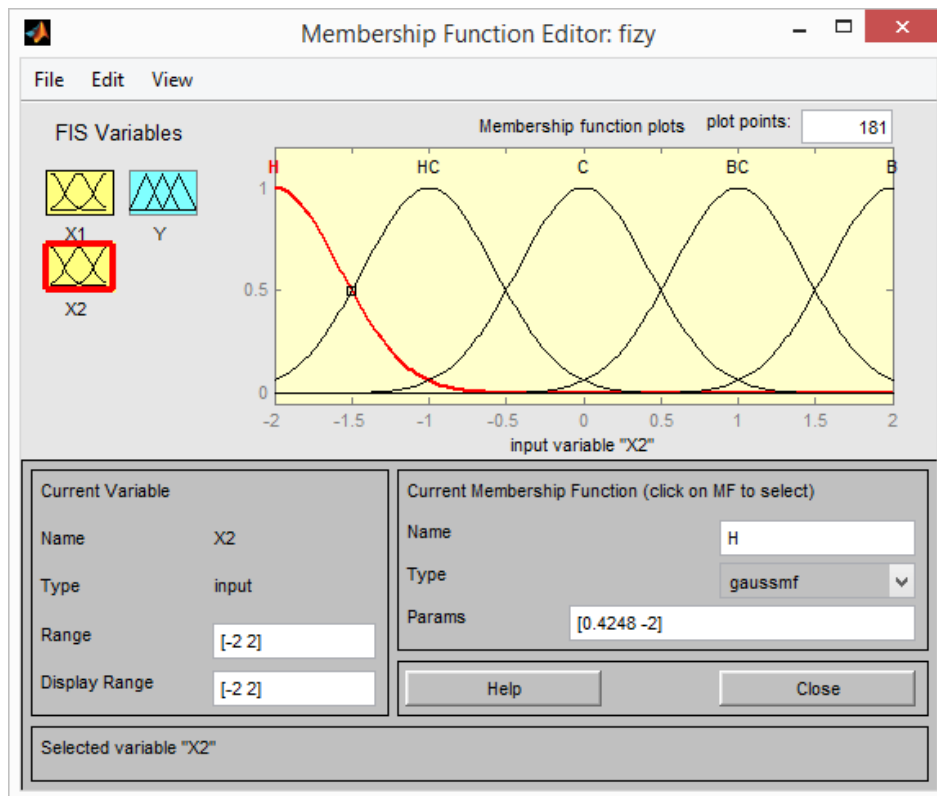 Membership Function Editor: fizy
File Edit View
FIS Variables
Membership function plots plot points: 181
H HC C BC B
X1 Y
X2
1
0.5
0
-2 -1.5 -1 -0.5 0 0.5 1 1.5 2
input variable "X2"
Current Variable
Name X2
Type input
Range [-2 2]
Display Range [-2 2]
Current Membership Function (click on MF to select)
Name H
Type gaussmf
Params [0.4248 -2]
Help Close
Selected variable "X2"